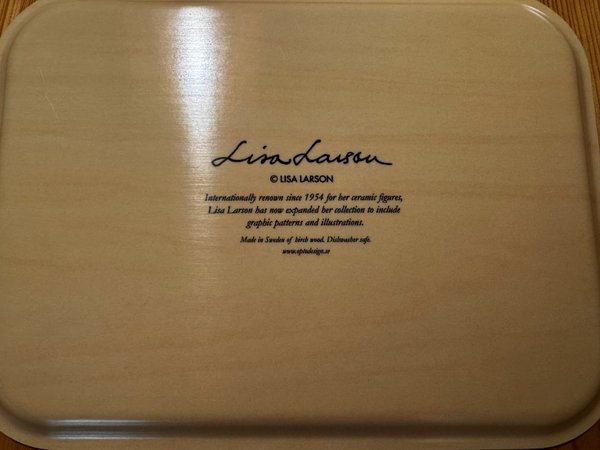 Lisa Larson
© LISA LARSON
Internationally renown since 1954 for her ceramic figures,
Lisa Larson has now expanded her collection to include
graphic patterns and illustrations.
Made in Sweden of birch wood. Dishwasher safe.
www.optodesign.se